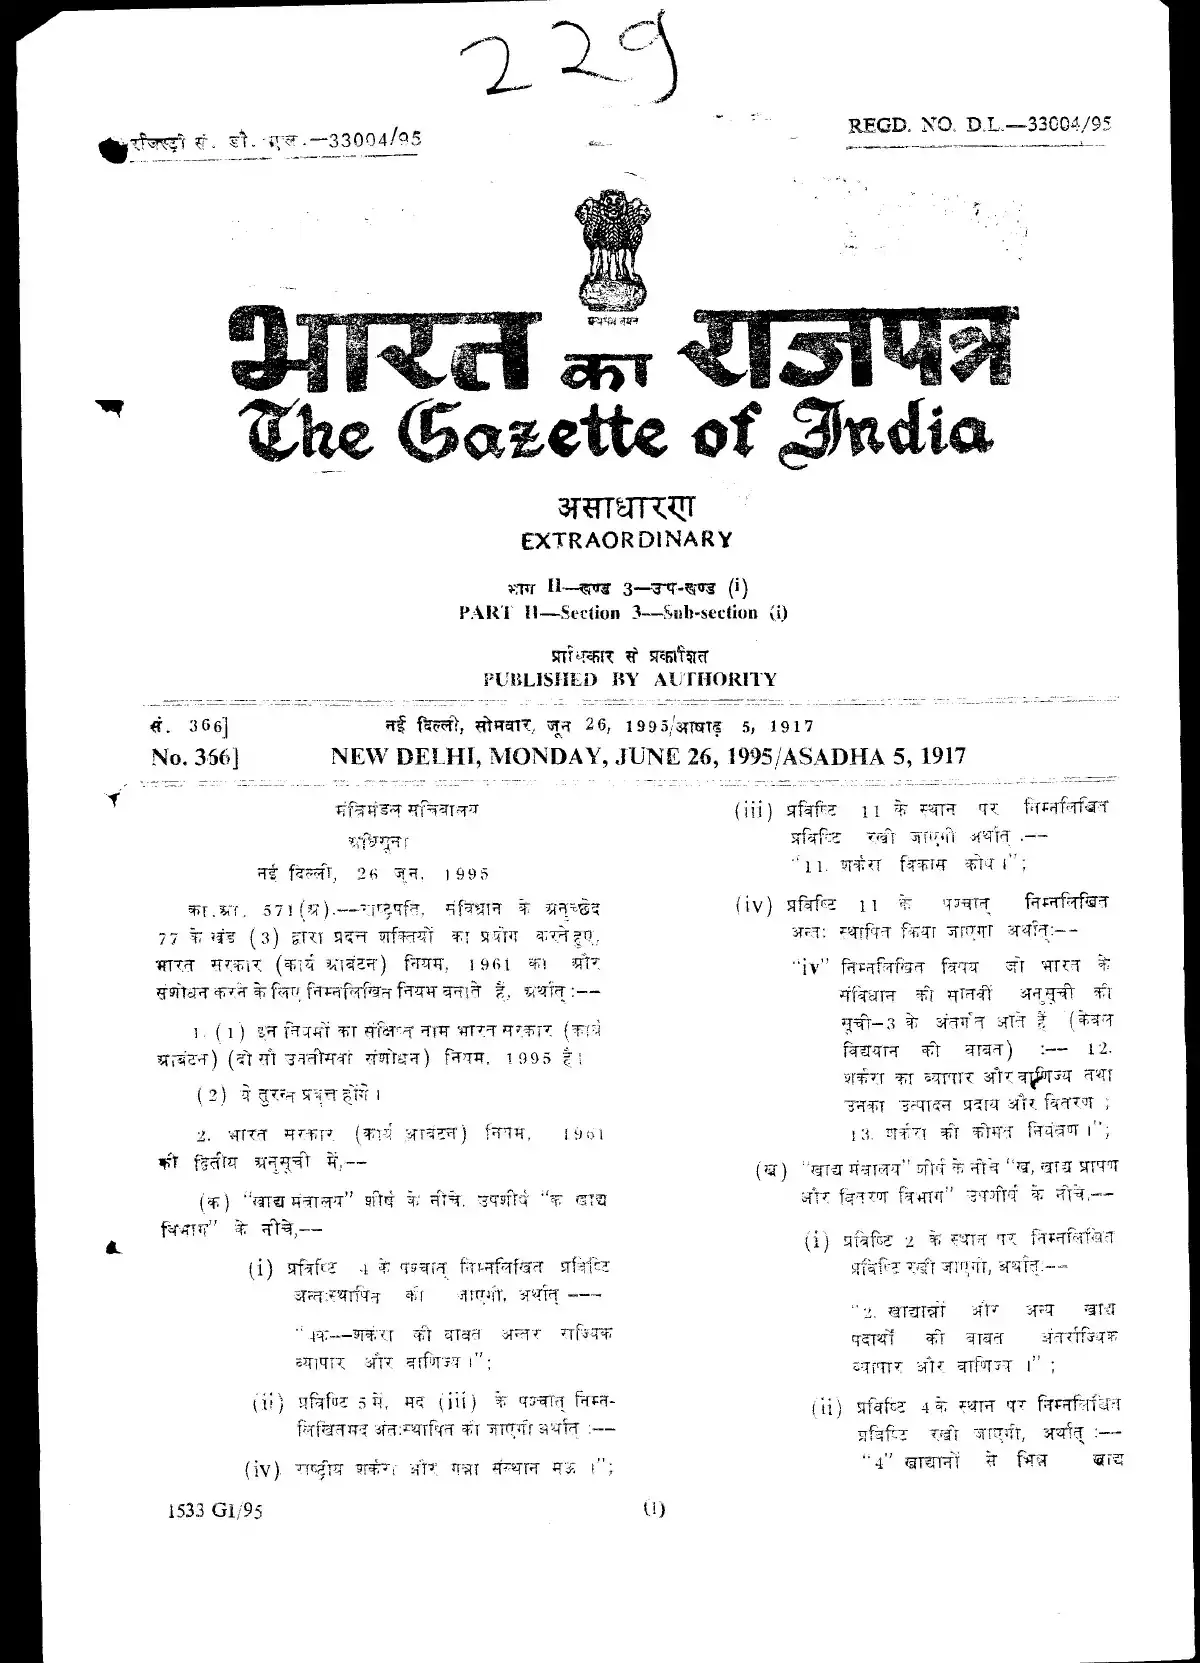 229
रजिस्ट्री सं. डी. एल.—33004/95
REGD. NO. D.L.—33004/95
सत्यमेव जयते
भारत का राजपत्र
The Gazette of India
असाधारण
EXTRAORDINARY
भाग II—खण्ड 3—उप-खण्ड (i)
PART II—Section 3—Sub-section (i)
प्राधिकार से प्रकाशित
PUBLISHED BY AUTHORITY
सं. 366]
नई दिल्ली, सोमवार, जून 26, 1995/आषाढ़ 5, 1917
No. 366]
NEW DELHI, MONDAY, JUNE 26, 1995/ASADHA 5, 1917
मंत्रिमंडल सचिवालय
अधिसूचना
नई दिल्ली, 26 जून, 1995
का.आ. 571(अ).--राष्ट्रपति, संविधान के अनुच्छेद
77 के खंड (3) द्वारा प्रदत्त शक्तियों का प्रयोग करते हुए,
भारत सरकार (कार्य आबंटन) नियम, 1961 का और
संशोधन करने के लिए निम्नलिखित नियम बनाते हैं, अर्थात् :--
1. (1) इन नियमों का संक्षिप्त नाम भारत सरकार (कार्य
आबंटन) (दो सौ उनतीसवां संशोधन) नियम, 1995 है।
(2) ये तुरन्त प्रवृत्त होंगे।
2. भारत सरकार (कार्य आबंटन) नियम, 1961
की द्वितीय अनुसूची में,--
(क) "खाद्य मंत्रालय" शीर्ष के नीचे, उपशीर्ष "क खाद्य
विभाग" के नीचे,--
(i) प्रविष्टि 4 के पश्चात् निम्नलिखित प्रविष्टि
अन्तःस्थापित की जाएगी, अर्थात् ---
"4क--शर्करा की बाबत अन्तर राज्यिक
व्यापार और वाणिज्य।";
(ii) प्रविष्टि 5 में, मद (iii) के पश्चात् निम्न-
लिखित मद अंतःस्थापित की जाएगी अर्थात् :--
(iv) राष्ट्रीय शर्करा और गन्ना संस्थान मऊ।";
(iii) प्रविष्टि 11 के स्थान पर निम्नलिखित
प्रविष्टि रखी जाएगी अर्थात् :--
"11. शर्करा विकास कोष।";
(iv) प्रविष्टि 11 के पश्चात् निम्नलिखित
अन्तः स्थापित किया जाएगा अर्थात्:--
"iv" निम्नलिखित विषय जो भारत के
संविधान की सातवीं अनुसूची की
सूची-3 के अंतर्गत आते हैं (केवल
विद्यमान की बाबत) :-- 12.
शर्करा का व्यापार और वाणिज्य तथा
उनका उत्पादन प्रदाय और वितरण ;
13. शर्करा की कीमत नियंत्रण।";
(ख) "खाद्य मंत्रालय" शीर्ष के नीचे "ख, खाद्य प्रापण
और वितरण विभाग" उपशीर्ष के नीचे,--
(i) प्रविष्टि 2 के स्थान पर निम्नलिखित
प्रविष्टि रखी जाएगी, अर्थात्:--
"2. खाद्यान्नों और अन्य खाद्य
पदार्थों की बाबत अंतर्राज्यिक
व्यापार और वाणिज्य ।" ;
(ii) प्रविष्टि 4 के स्थान पर निम्नलिखित
प्रविष्टि रखी जाएगी, अर्थात् :--
"4" खाद्यानों से भिन्न खाद्य
1533 GI/95
(1)